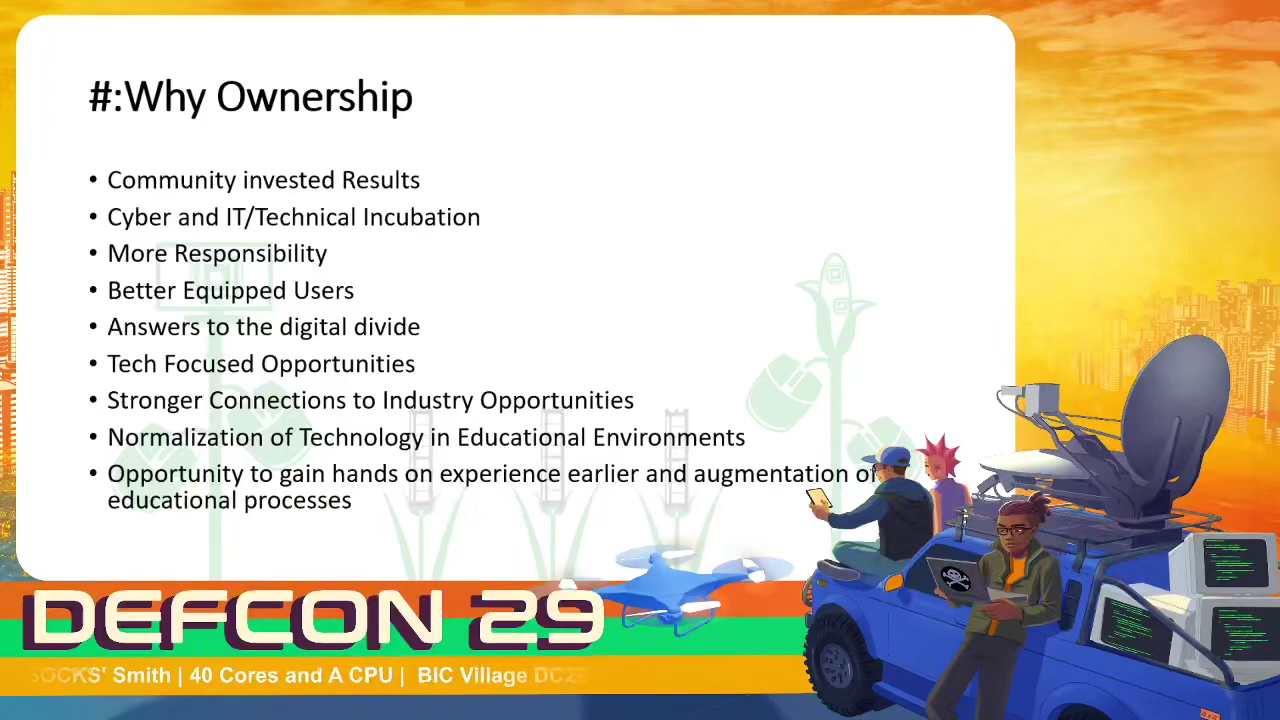 #:Why Ownership
• Community invested Results
• Cyber and IT/Technical Incubation
• More Responsibility
• Better Equipped Users
• Answers to the digital divide
• Tech Focused Opportunities
• Stronger Connections to Industry Opportunities
• Normalization of Technology in Educational Environments
• Opportunity to gain hands on experience earlier and augmentation of
educational processes
DEFCON 29
Smith | 40 Cores and A CPU | BIC Village